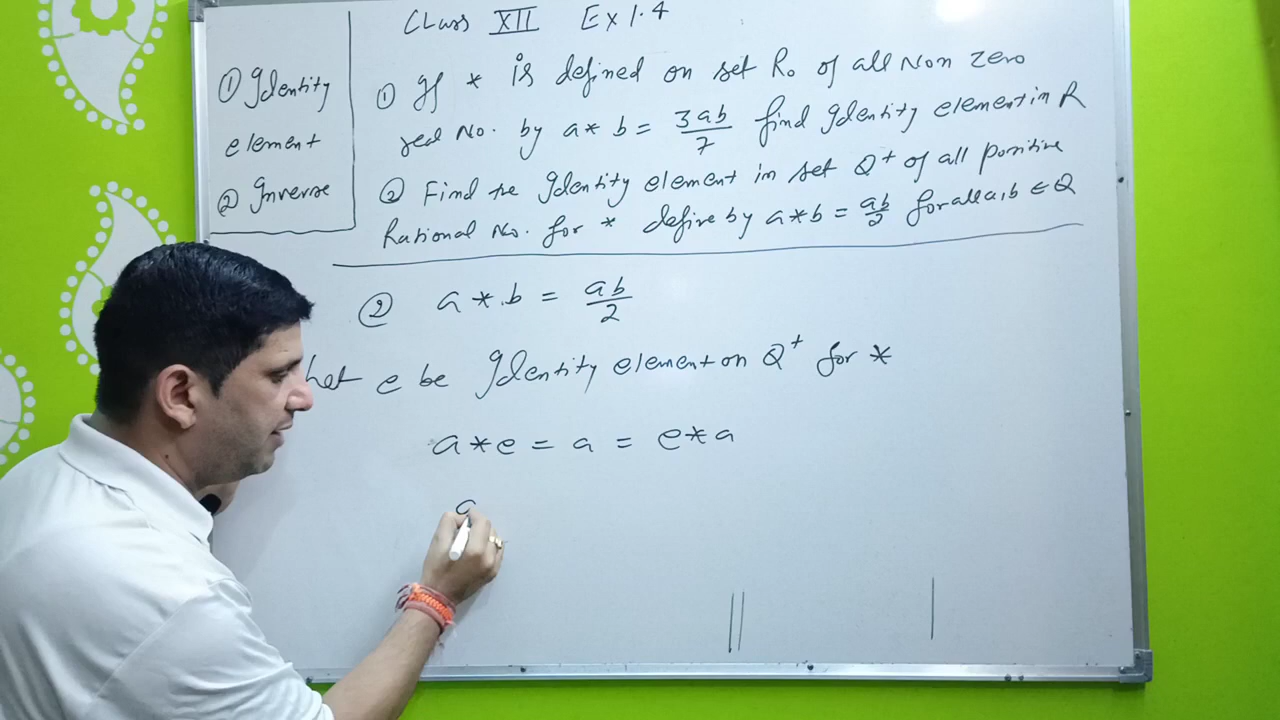 Class XII Ex 1.4
① Identity
element
② Inverse
① If * is defined on set R₀ of all Non zero
real No. by a * b = 3ab/7 find Identity element in R
② Find the Identity element in set Q⁺ of all positive
Rational No. for * define by a * b = ab/2 for all a, b ∈ Q
② a * b = ab/2
Let e be Identity element on Q⁺ for *
a * e = a = e * a
a